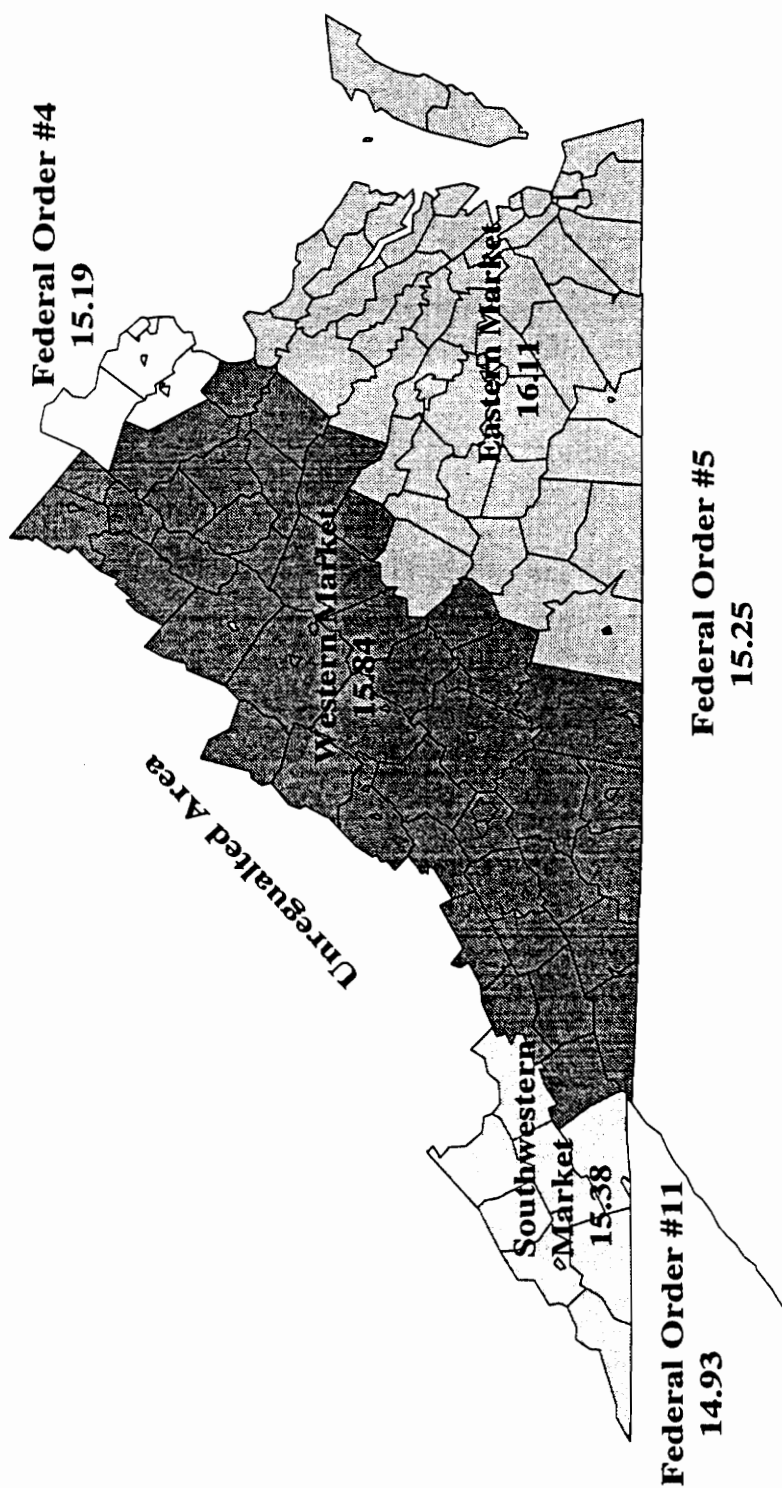 Federal Order #4
15.19
Unregualted Area
Western Market
15.84
Eastern Market
16.11
Southwestern
Market
15.38
Federal Order #5
15.25
Federal Order #11
14.93